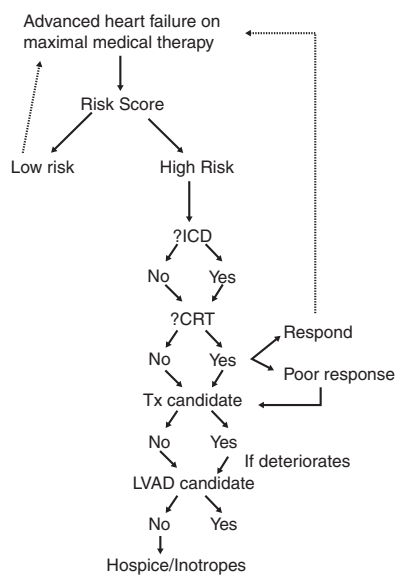 Advanced heart failure on
maximal medical therapy
Risk Score
Low risk
High Risk
?ICD
No
Yes
?CRT
Respond
No
Yes
Poor response
Tx candidate
No
Yes
If deteriorates
LVAD candidate
No
Yes
Hospice/Inotropes